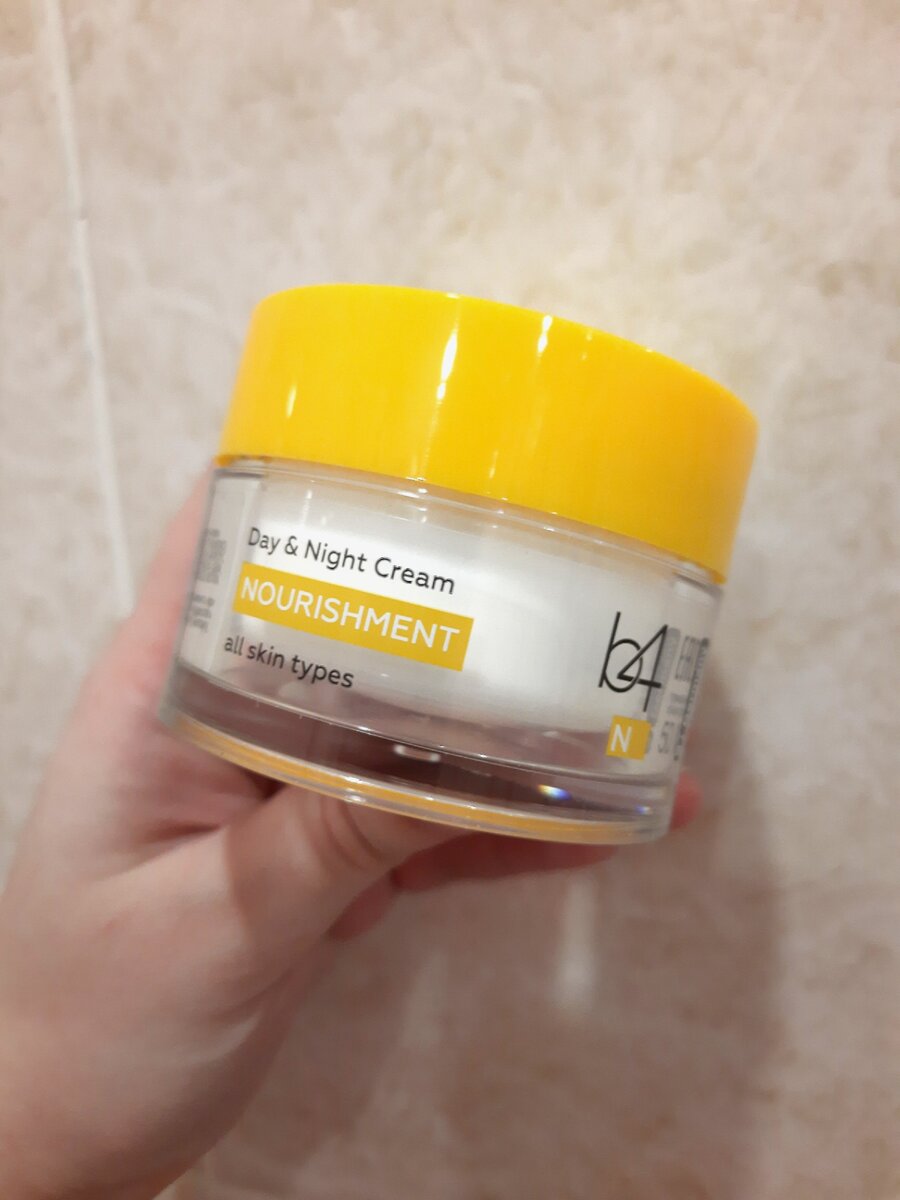 Day & Night Cream
NOURISHMENT
all skin types
b4
N